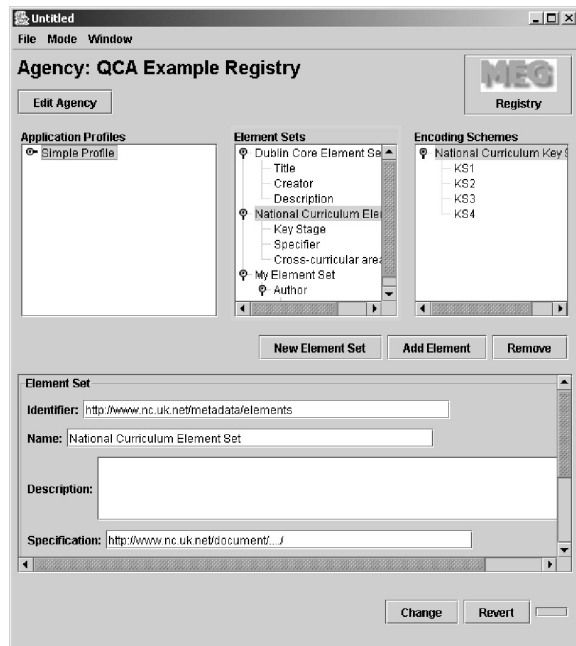 Untitled
File Mode Window
Agency: QCA Example Registry
MEG
Edit Agency
Registry
Application Profiles
Simple Profile
Element Sets
Dublin Core Element Se
Title
Creator
Description
National Curriculum Eler
Key Stage
Specifier
Cross-curricular area
My Element Set
Author
Encoding Schemes
National Curriculum Key S
KS1
KS2
KS3
KS4
New Element Set Add Element Remove
Element Set
Identifier: http://www.nc.uk.net/metadata/elements
Name: National Curriculum Element Set
Description:
Specification: http://www.nc.uk.net/document/..../
Change Revert